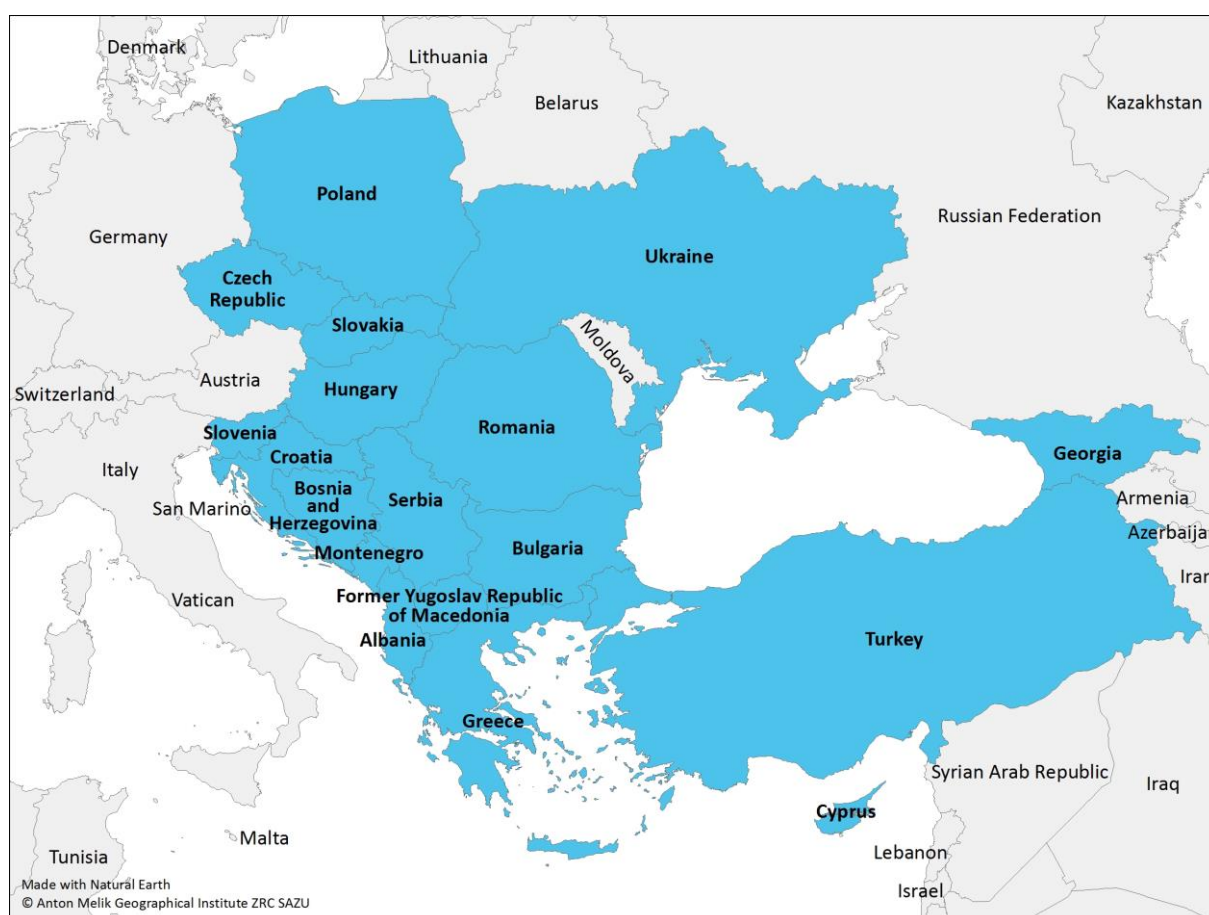 Denmark
Lithuania
Belarus
Kazakhstan
Poland
Russian Federation
Germany
Ukraine
Czech
Republic
Slovakia
Moldova
Austria
Switzerland
Hungary
Slovenia
Romania
Croatia
Georgia
Italy
Bosnia
and
Herzegovina
Serbia
Armenia
San Marino
Azerbaijan
Montenegro
Bulgaria
Iran
Vatican
Former Yugoslav Republic
of Macedonia
Albania
Turkey
Greece
Syrian Arab Republic
Iraq
Cyprus
Malta
Lebanon
Tunisia
Israel
Made with Natural Earth
© Anton Melik Geographical Institute ZRC SAZU